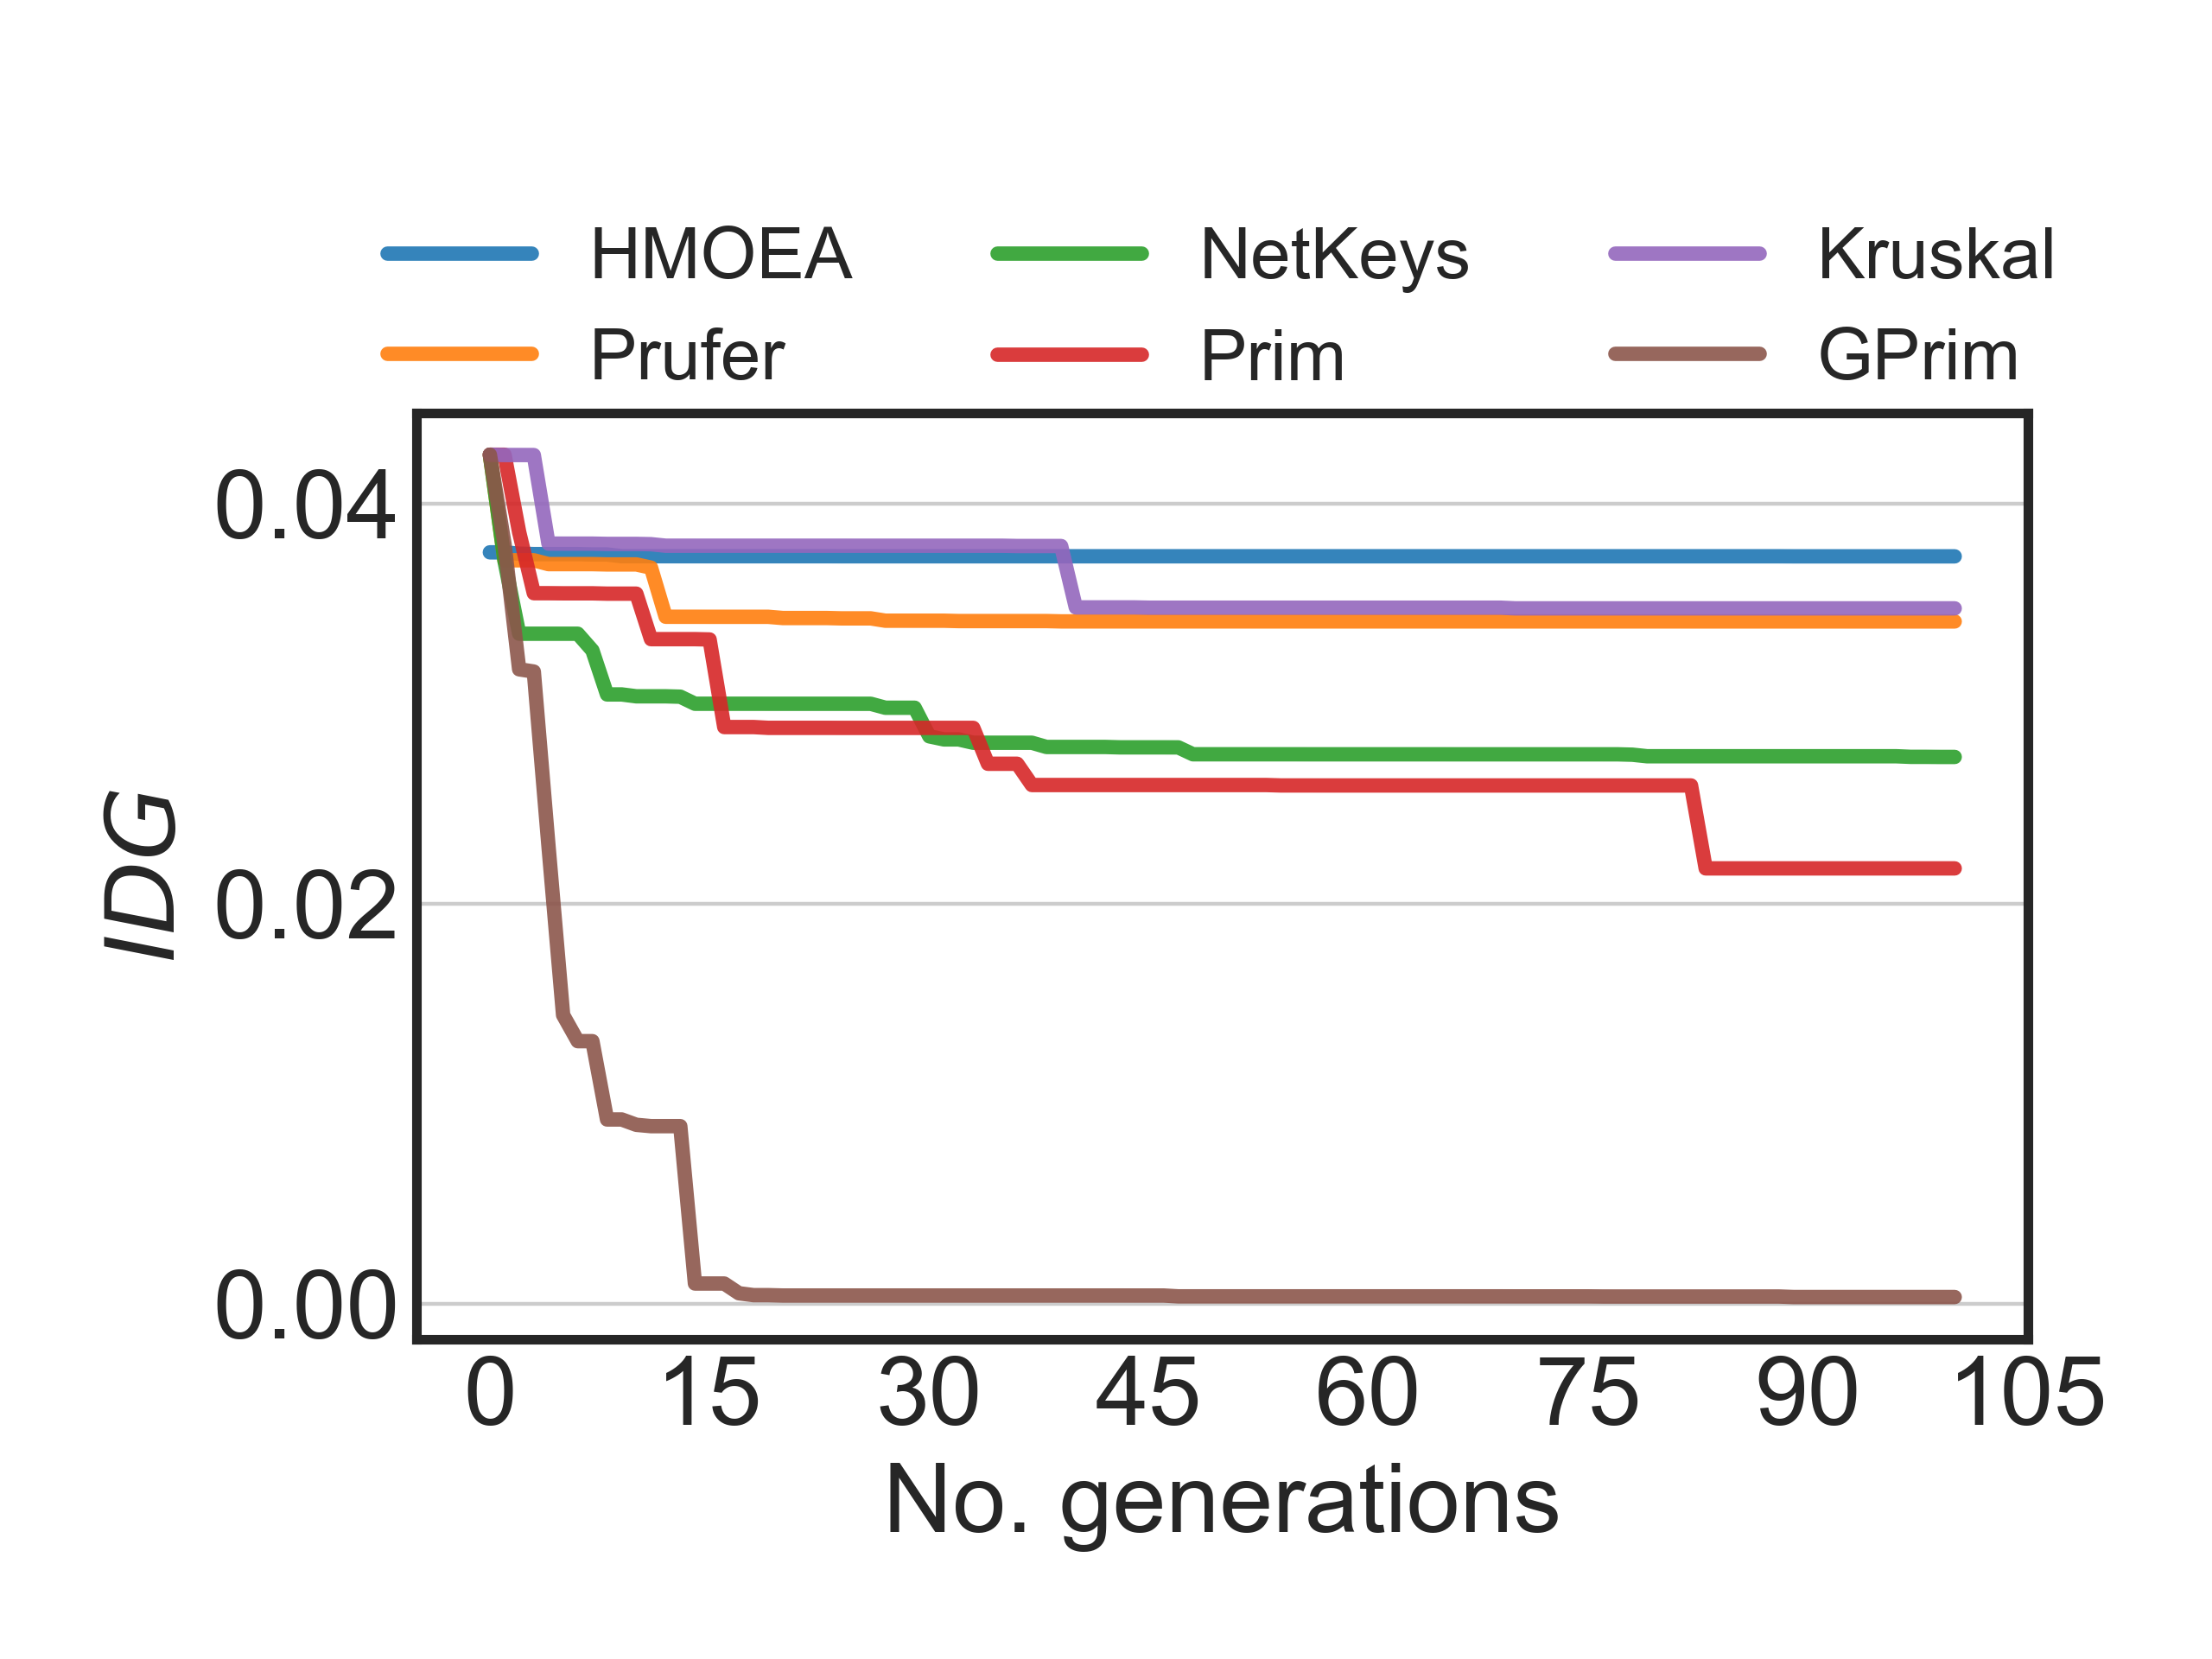 HMOEA NetKeys Kruskal
Prufer Prim GPrim
0.04
0.02
0.00
IDG
0 15 30 45 60 75 90 105
No. generations